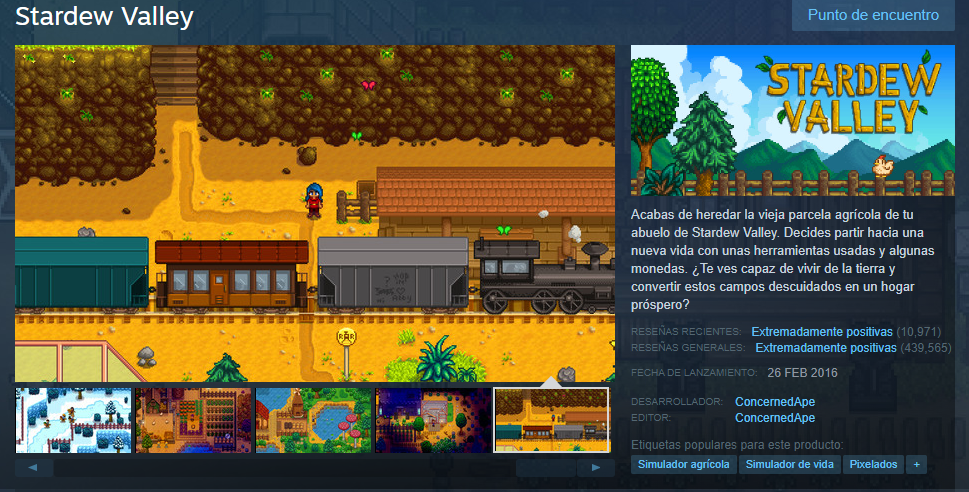 Stardew Valley
Punto de encuentro
STARDEW
VALLEY
Acabas de heredar la vieja parcela agrícola de tu
abuelo de Stardew Valley. Decides partir hacia una
nueva vida con unas herramientas usadas y algunas
monedas. ¿Te ves capaz de vivir de la tierra y
convertir estos campos descuidados en un hogar
próspero?
RESEÑAS RECIENTES: Extremadamente positivas (10,971)
RESEÑAS GENERALES: Extremadamente positivas (439,565)
FECHA DE LANZAMIENTO: 26 FEB 2016
DESARROLLADOR: ConcernedApe
EDITOR: ConcernedApe
Etiquetas populares para este producto:
Simulador agrícola Simulador de vida Pixelados +